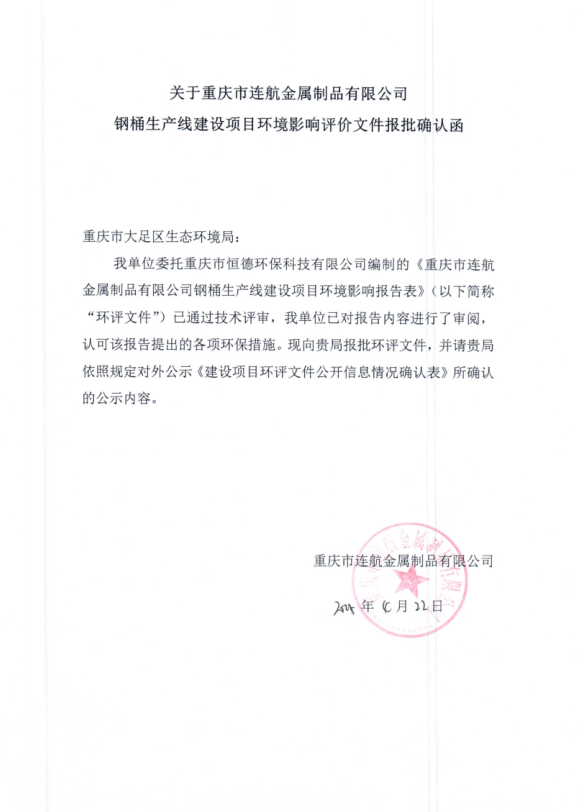 关于重庆市连航金属制品有限公司
钢桶生产线建设项目环境影响评价文件报批确认函
重庆市大足区生态环境局：
我单位委托重庆市恒德环保科技有限公司编制的《重庆市连航
金属制品有限公司钢桶生产线建设项目环境影响报告表》（以下简称
“环评文件”）已通过技术评审，我单位已对报告内容进行了审阅，
认可该报告提出的各项环保措施。现向贵局报批环评文件，并请贵局
依照规定对外公示《建设项目环评文件公开信息情况确认表》所确认
的公示内容。
重庆市连航金属制品有限公司
年 月22日